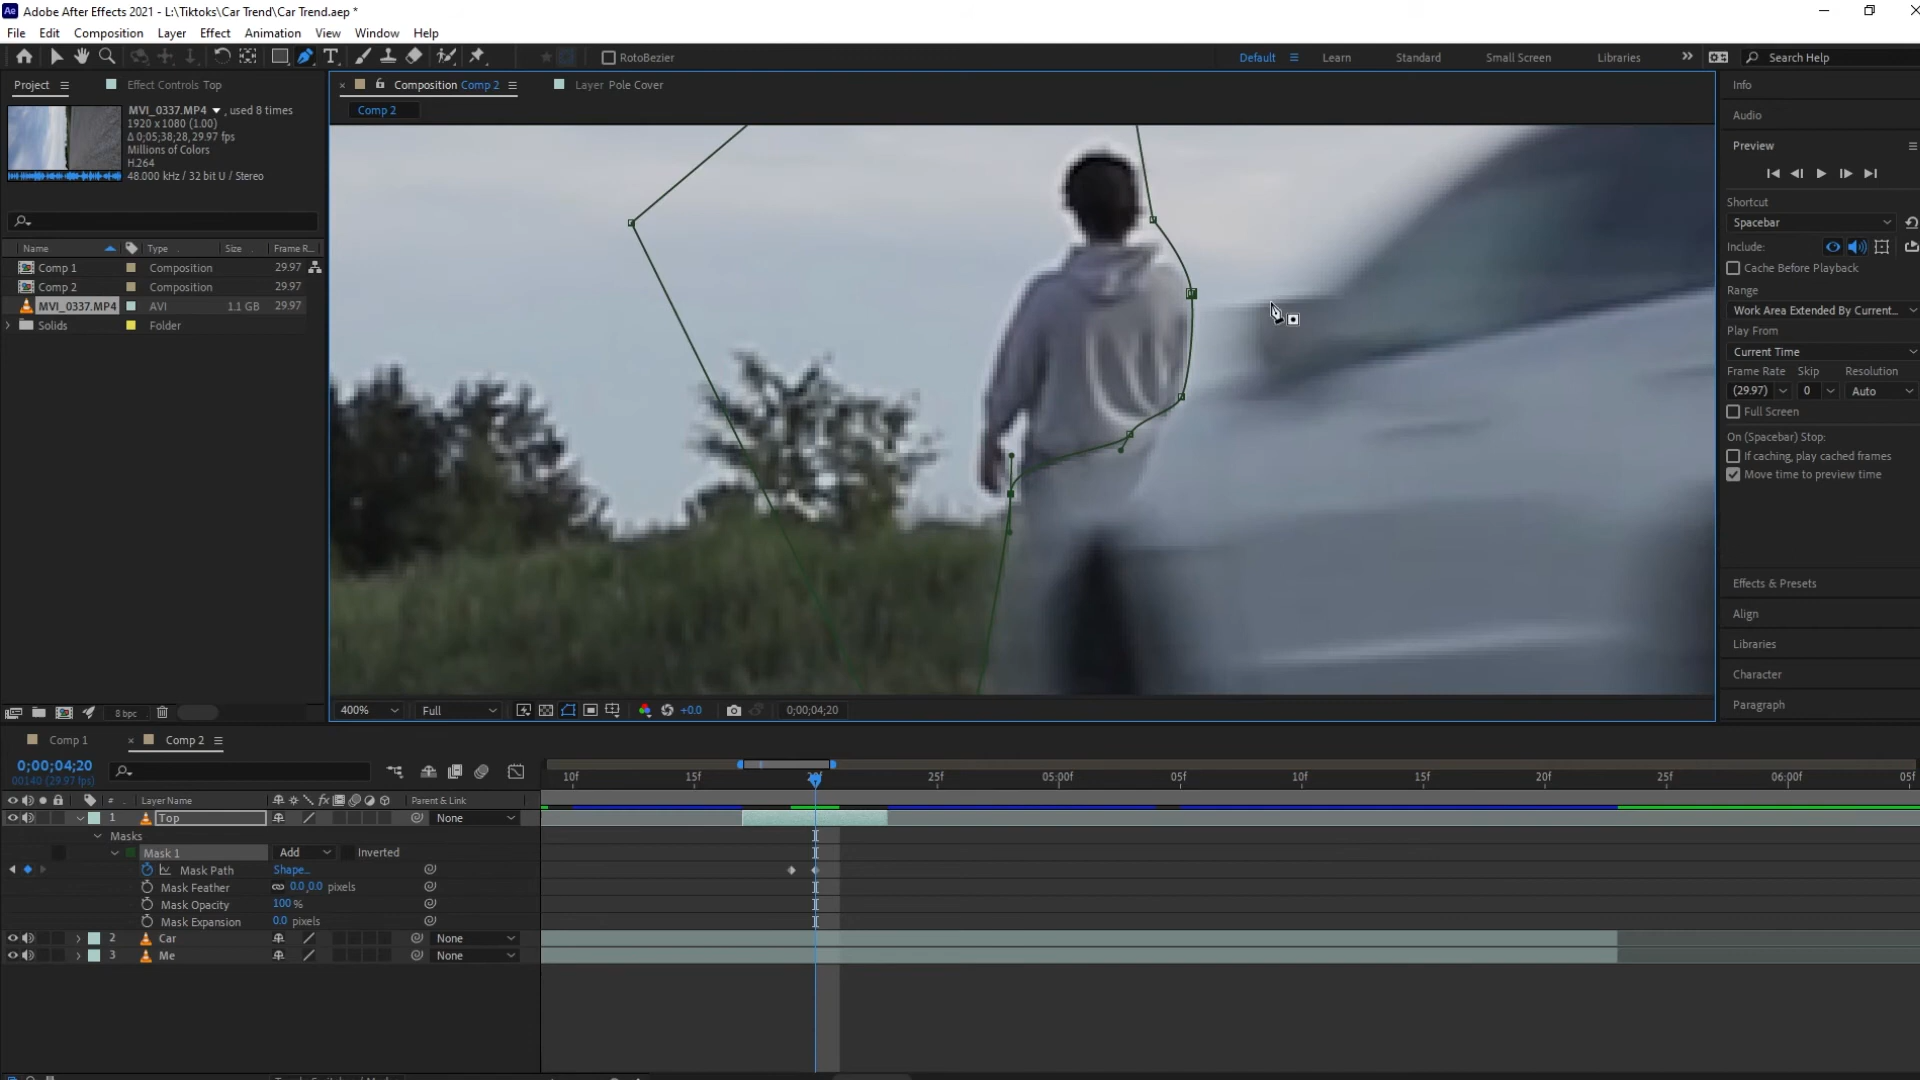 Ae Adobe After Effects 2021 - L:\Tiktoks\Car Trend\Car Trend.aep *
File Edit Composition Layer Effect Animation View Window Help
RotoBezier
Default Learn Standard Small Screen Libraries Search Help
Project Effect Controls Top
Composition Comp 2 Layer Pole Cover
Comp 2
MVI_0337.MP4 , used 8 times
1920 x 1080 (1.00)
Δ 0;05;38;28, 29.97 fps
Millions of Colors
H.264
48.000 kHz / 32 bit U / Stereo
Name Type Size Frame R...
Comp 1 Composition 29.97
Comp 2 Composition 29.97
MVI_0337.MP4 AVI 1.1 GB 29.97
Solids Folder
8 bpc
400% Full +0.0 0;00;04;20
Info
Audio
Preview
Shortcut
Spacebar
Include:
Cache Before Playback
Range
Work Area Extended By Current...
Play From
Current Time
Frame Rate Skip Resolution
(29.97) 0 Auto
Full Screen
On (Spacebar) Stop:
If caching, play cached frames
Move time to preview time
Effects & Presets
Align
Libraries
Character
Paragraph
Comp 1 Comp 2
0;00;04;20
00140 (29.97 fps)
10f 15f 20f 25f 05:00f 05f 10f 15f 20f 25f 06:00f 05f
# Layer Name fx Parent & Link
1 Top None
Masks
Mask 1 Add Inverted
Mask Path Shape...
Mask Feather 0.0,0.0 pixels
Mask Opacity 100 %
Mask Expansion 0.0 pixels
2 Car None
3 Me None